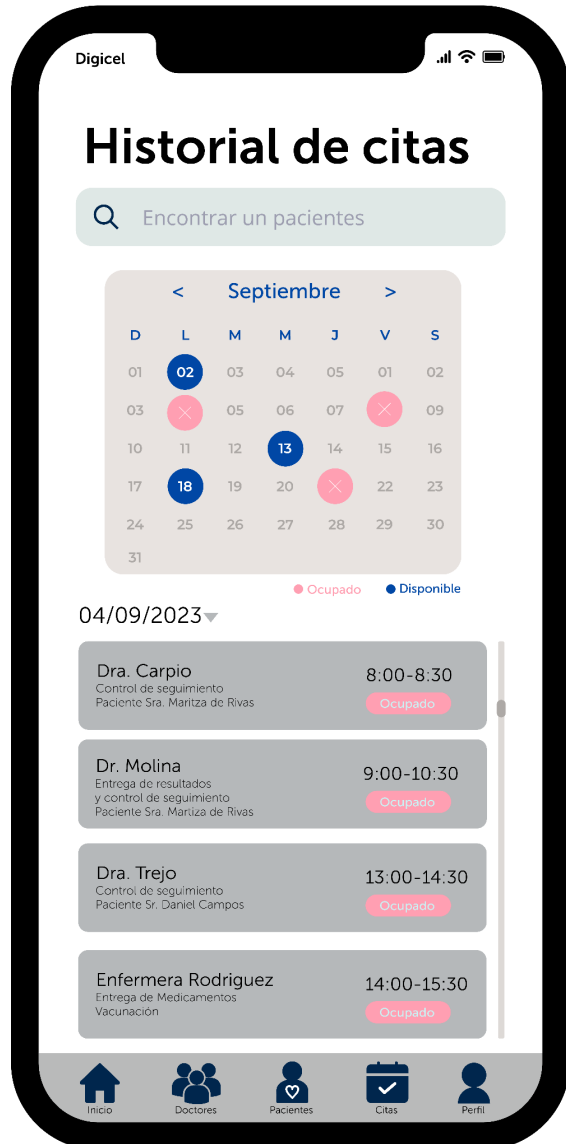 Digicel
Historial de citas
Encontrar un pacientes
< Septiembre >
D L M M J V S
01 02 03 04 05 01 02
03 05 06 07 09
10 11 12 13 14 15 16
17 18 19 20 22 23
24 25 26 27 28 29 30
31
Ocupado Disponible
04/09/2023
Dra. Carpio
Control de seguimiento
Paciente Sra. Maritza de Rivas
8:00-8:30
Ocupado
Dr. Molina
Entrega de resultados
y control de seguimiento
Paciente Sra. Maritza de Rivas
9:00-10:30
Ocupado
Dra. Trejo
Control de seguimiento
Paciente Sr. Daniel Campos
13:00-14:30
Ocupado
Enfermera Rodriguez
Entrega de Medicamentos
Vacunación
14:00-15:30
Ocupado
Inicio Doctores Pacientes Citas Perfil